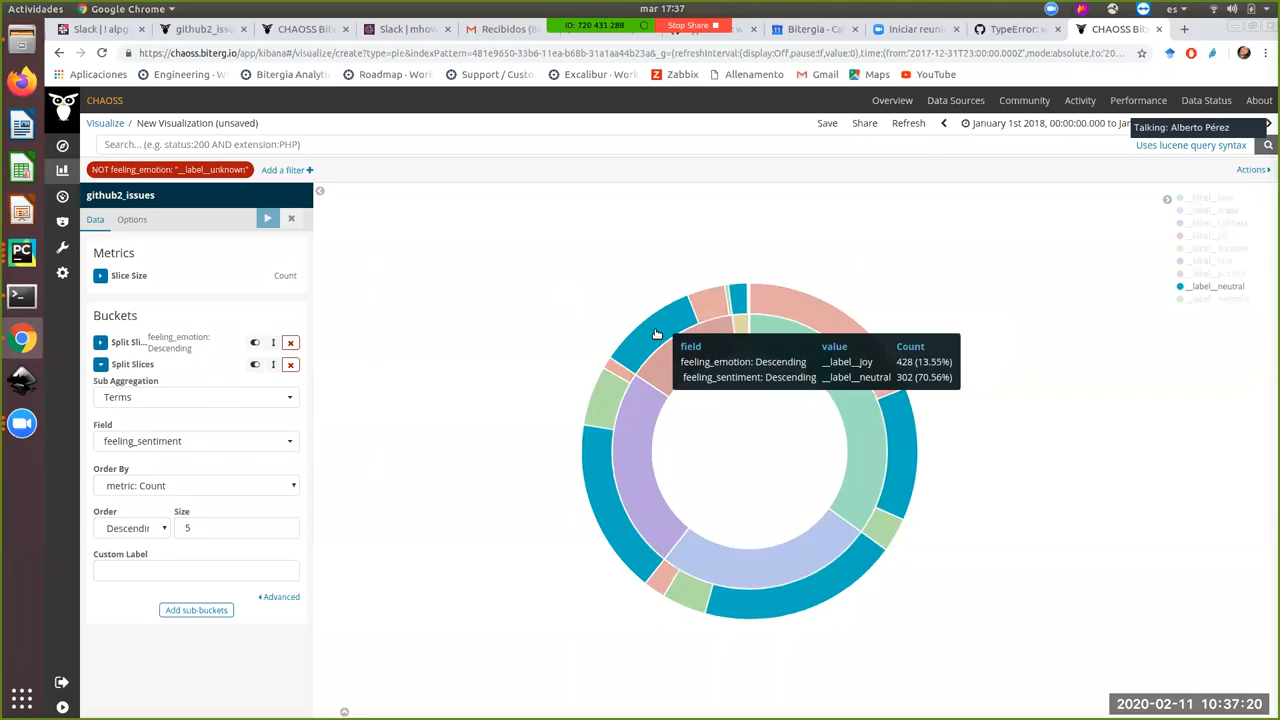 Actividades Google Chrome mar 17:37 es
Slack | alpg github2_iss CHAOSS Bit Slack | mhow Recibidos ( ID: 720 431 288 Stop Share Bitergia - Ca Iniciar reuni TypeError: CHAOSS Bit
https://chaoss.biterg.io/app/kibana#/visualize/create?type=pie&indexPattern=481e9650-33b6-11ea-b68b-31a1aa44b23a&_g=(refreshInterval:(display:Off,pause:!f,value:0),time:(from:'2017-12-31T23:00:00.000Z',mode:absolute,to:'20...
Aplicaciones Engineering - W Bitergia Analyti Roadmap - Work Support / Custo Excalibur - Work Zabbix Allenamento Gmail Maps YouTube
CHAOSS Overview Data Sources Community Activity Performance Data Status About
Visualize / New Visualization (unsaved) Save Share Refresh January 1st 2018, 00:00:00.000 to Jan
Talking: Alberto Pérez
Search... (e.g. status:200 AND extension:PHP) Uses lucene query syntax
NOT feeling_emotion: "__label__unknown" Add a filter Actions
github2_issues
Data Options
Metrics
Slice Size Count
Buckets
Split Sli... feeling_emotion: Descending
Split Slices
Sub Aggregation
Terms
Field
feeling_sentiment
Order By
metric: Count
Order Size
Descendir 5
Custom Label
Advanced
Add sub-buckets
field value Count
feeling_emotion: Descending __label__joy 428 (13.55%)
feeling_sentiment: Descending __label__neutral 302 (70.56%)
__label__joy
__label__neutral
2020-02-11 10:37:20